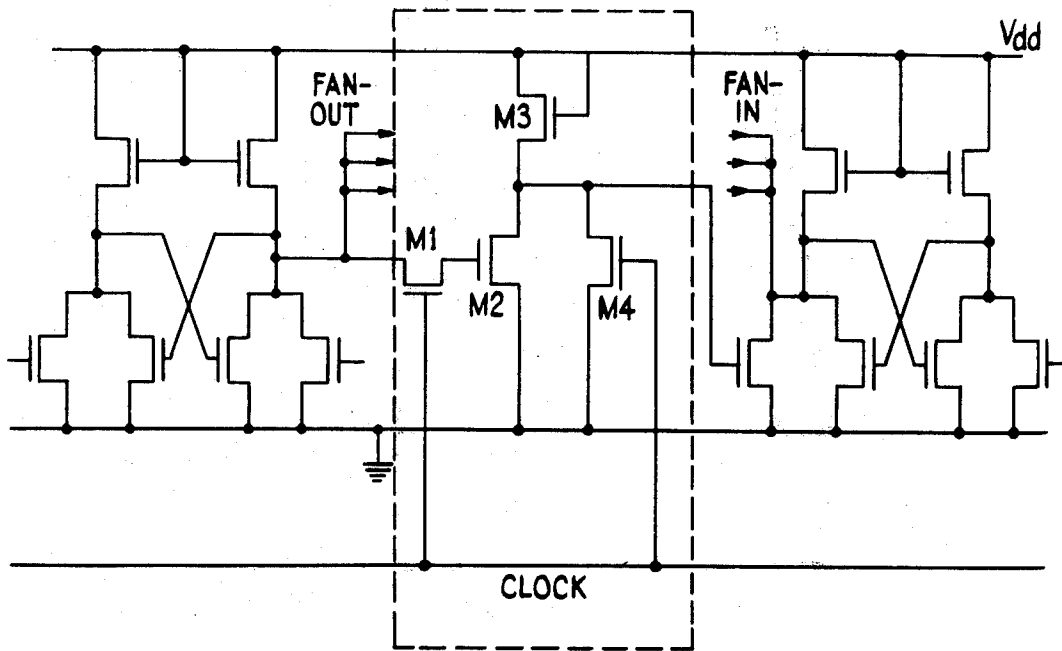 Vdd
FAN-
OUT
M3
FAN-
IN
M1
M2
M4
CLOCK